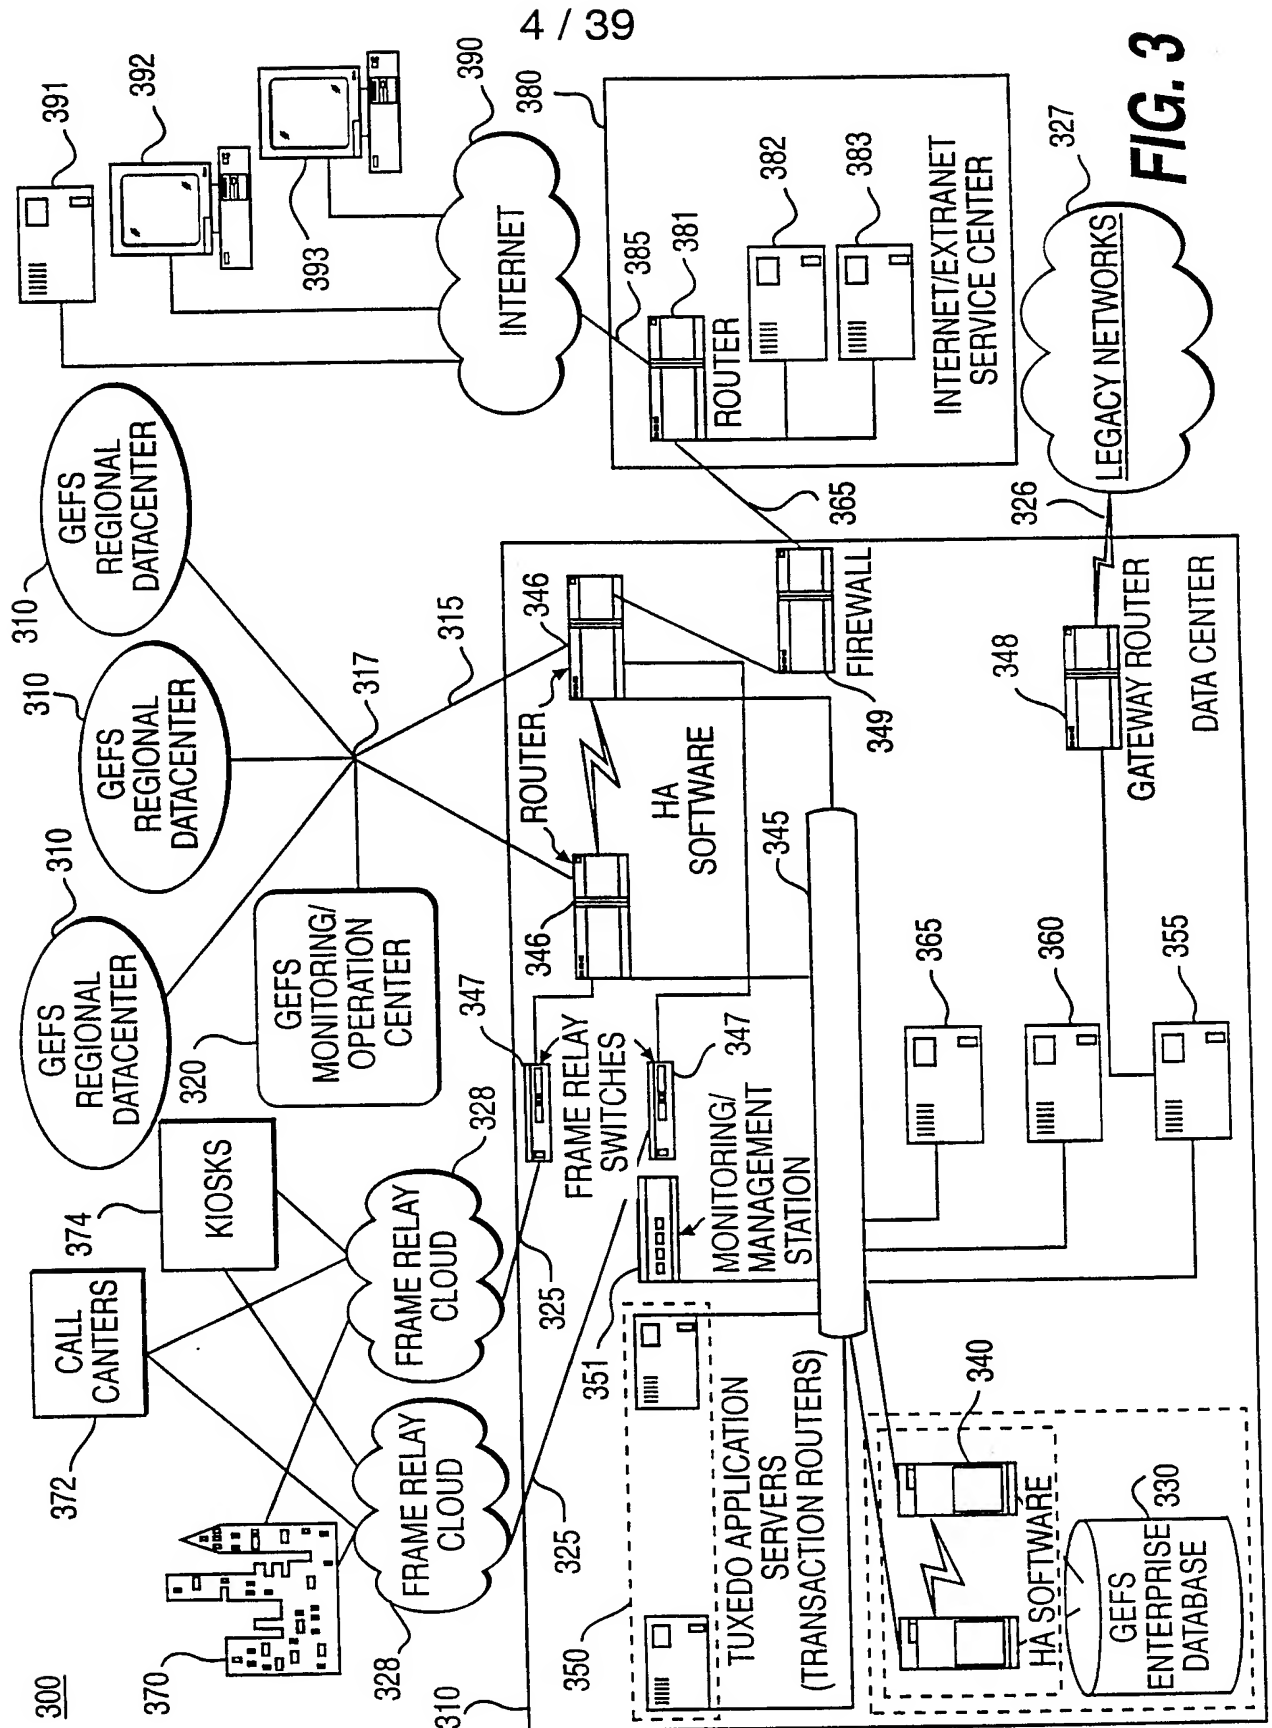 4 / 39
300
370
372
CALL
CANTERS
374
KIOSKS
310
GEFS
REGIONAL
DATACENTER
310
GEFS
REGIONAL
DATACENTER
310
GEFS
REGIONAL
DATACENTER
391
392
393
320
GEFS
MONITORING/
OPERATION
CENTER
317
315
328
FRAME RELAY
CLOUD
328
FRAME RELAY
CLOUD
INTERNET
390
310
325
325
347
FRAME RELAY
SWITCHES
347
346
ROUTER
346
HA
SOFTWARE
385
380
381
ROUTER
382
383
INTERNET/EXTRANET
SERVICE CENTER
365
FIREWALL
349
350
351
MONITORING/
MANAGEMENT
STATION
TUXEDO APPLICATION
SERVERS
(TRANSACTION ROUTERS)
345
365
360
355
348
GATEWAY ROUTER
DATA CENTER
326
LEGACY NETWORKS
327
340
HA SOFTWARE
330
GEFS
ENTERPRISE
DATABASE
FIG. 3